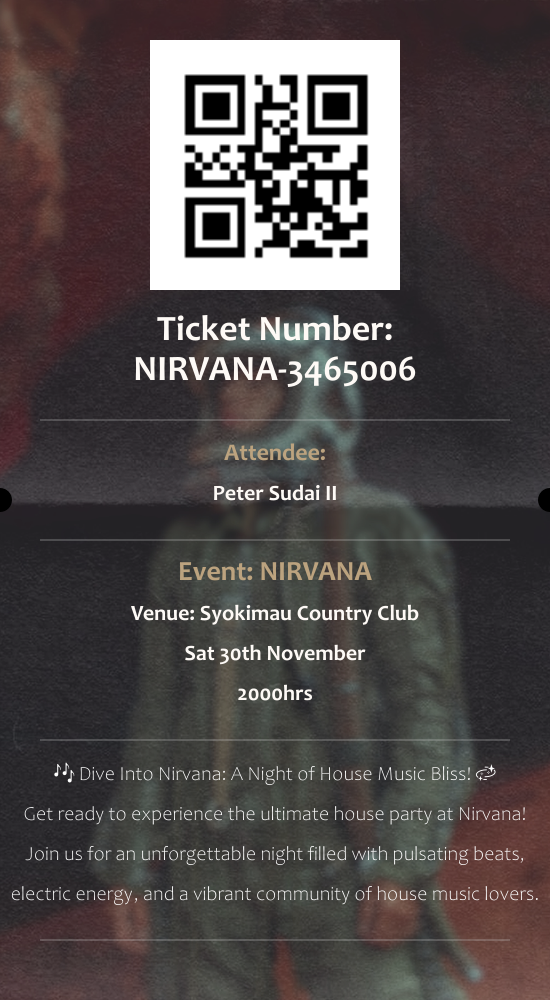 Ticket Number:
NIRVANA-3465006
Attendee:
Peter Sudai II
Event: NIRVANA
Venue: Syokimau Country Club
Sat 30th November
2000hrs
🎶 Dive Into Nirvana: A Night of House Music Bliss! 💫
Get ready to experience the ultimate house party at Nirvana!
Join us for an unforgettable night filled with pulsating beats,
electric energy, and a vibrant community of house music lovers.